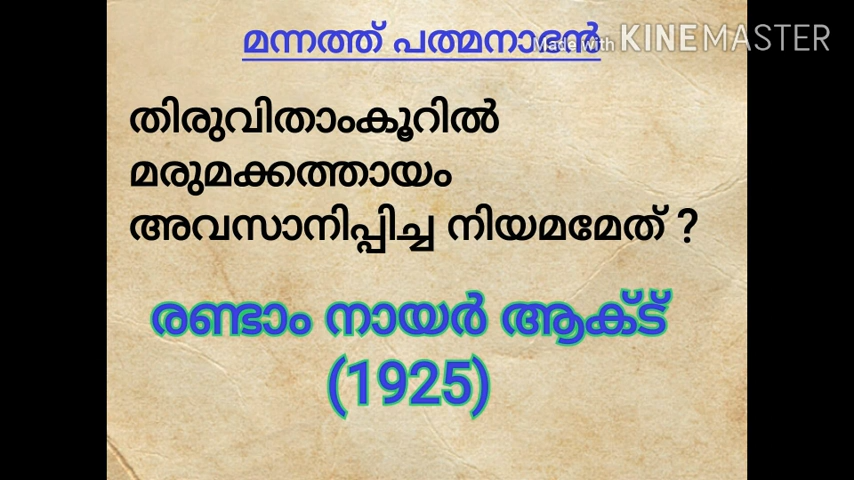 മന്നത്ത് പത്മനാഭൻ
Made with KINEMASTER
തിരുവിതാംകൂറിൽ
മരുമക്കത്തായം
അവസാനിപ്പിച്ച നിയമമേത് ?
രണ്ടാം നായർ ആക്ട്
(1925)